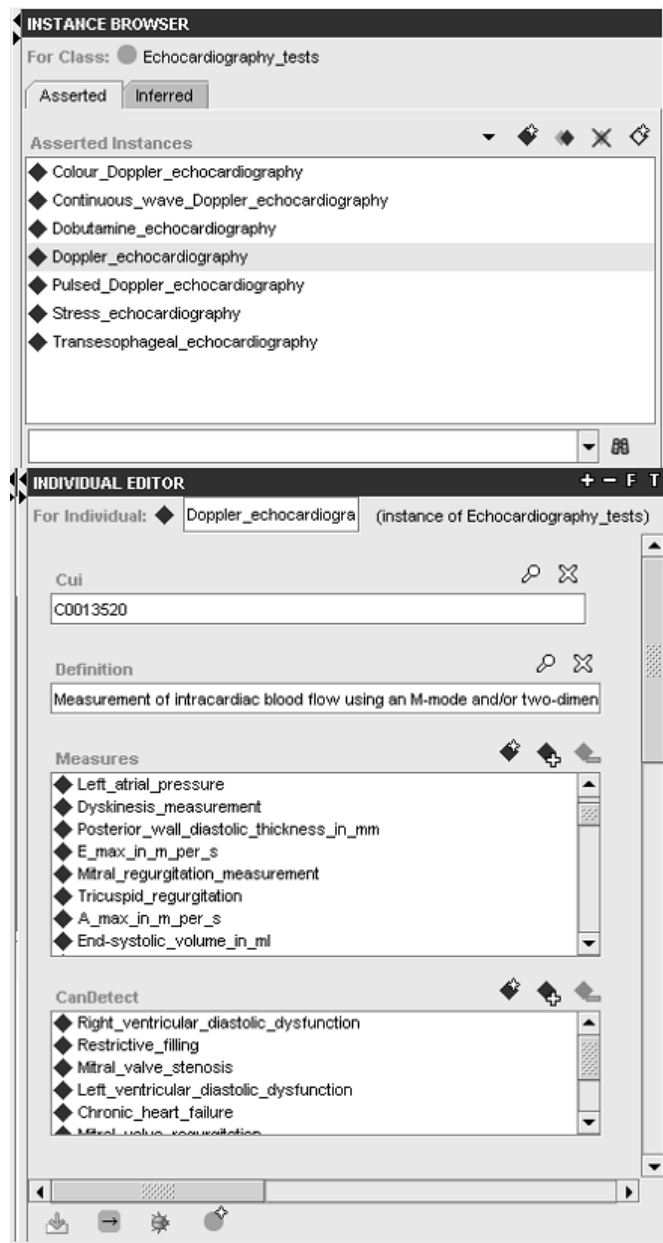 INSTANCE BROWSER
For Class: Echocardiography_tests
Asserted Inferred
Asserted Instances
Colour_Doppler_echocardiography
Continuous_wave_Doppler_echocardiography
Dobutamine_echocardiography
Doppler_echocardiography
Pulsed_Doppler_echocardiography
Stress_echocardiography
Transesophageal_echocardiography
INDIVIDUAL EDITOR + − F T
For Individual: Doppler_echocardiogra (instance of Echocardiography_tests)
Cui
C0013520
Definition
Measurement of intracardiac blood flow using an M-mode and/or two-dimen
Measures
Left_atrial_pressure
Dyskinesis_measurement
Posterior_wall_diastolic_thickness_in_mm
E_max_in_m_per_s
Mitral_regurgitation_measurement
Tricuspid_regurgitation
A_max_in_m_per_s
End-systolic_volume_in_ml
CanDetect
Right_ventricular_diastolic_dysfunction
Restrictive_filling
Mitral_valve_stenosis
Left_ventricular_diastolic_dysfunction
Chronic_heart_failure